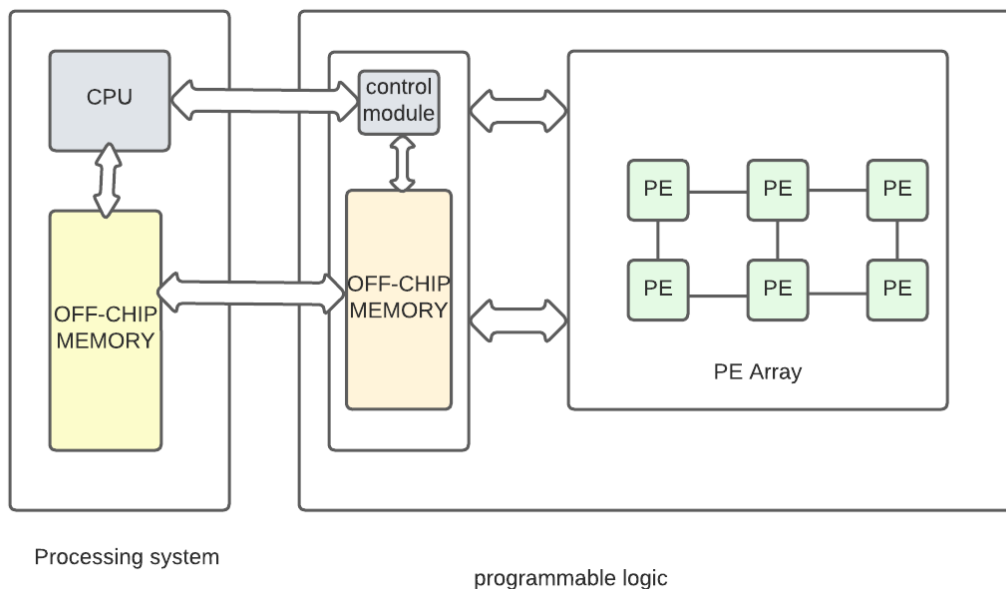 CPU
OFF-CHIP
MEMORY
Processing system
control
module
OFF-CHIP
MEMORY
PE
PE
PE
PE
PE
PE
PE Array
programmable logic